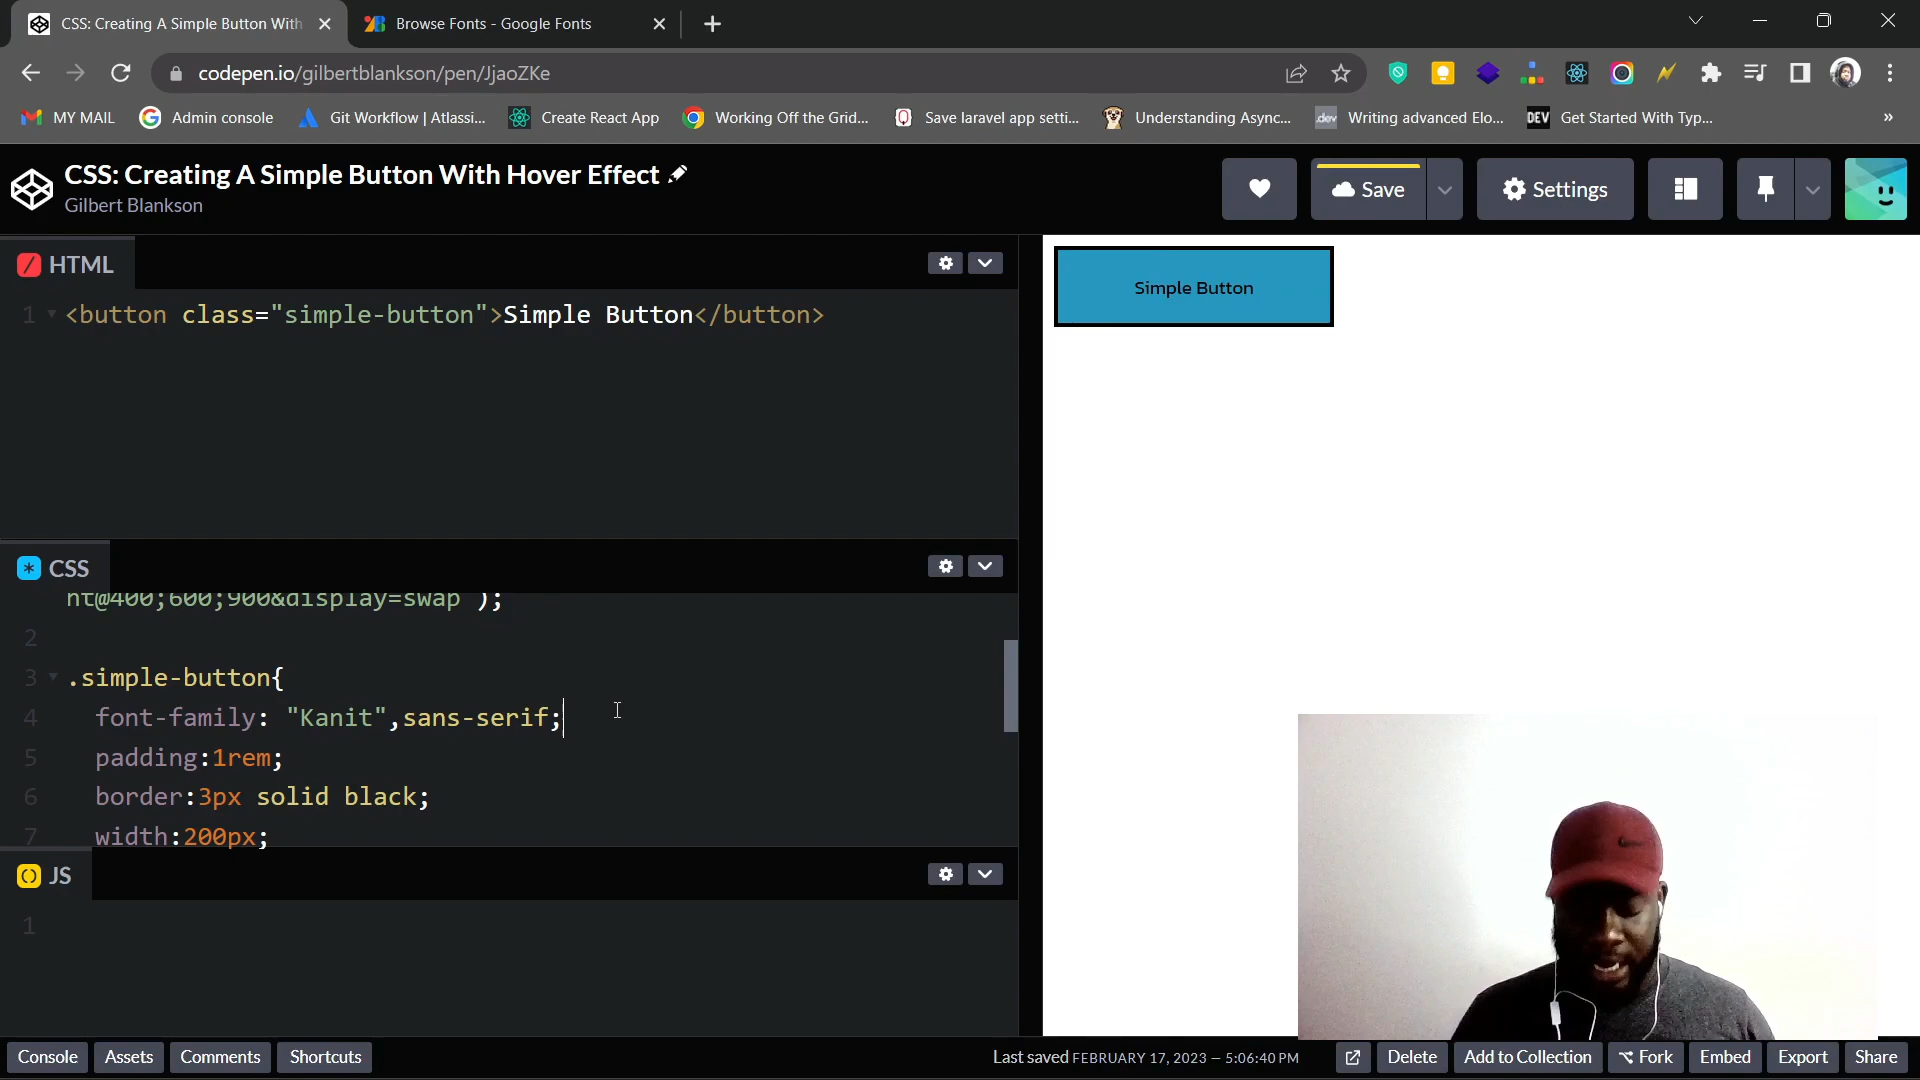 CSS: Creating A Simple Button With
Browse Fonts - Google Fonts
codepen.io/gilbertblankson/pen/JjaoZKe
MY MAIL
Admin console
Git Workflow | Atlassi...
Create React App
Working Off the Grid...
Save laravel app setti...
Understanding Async...
.dev
Writing advanced Elo...
DEV
Get Started With Typ...
»
CSS: Creating A Simple Button With Hover Effect
Gilbert Blankson
Save
Settings
HTML
1 <button class="simple-button">Simple Button</button>
Simple Button
CSS
nt@400;600;900&display=swap');
2
3 .simple-button{
4 font-family: "Kanit",sans-serif;
5 padding:1rem;
6 border:3px solid black;
7 width:200px;
JS
1
Console
Assets
Comments
Shortcuts
Last saved FEBRUARY 17, 2023 — 5:06:40 PM
Delete
Add to Collection
Fork
Embed
Export
Share